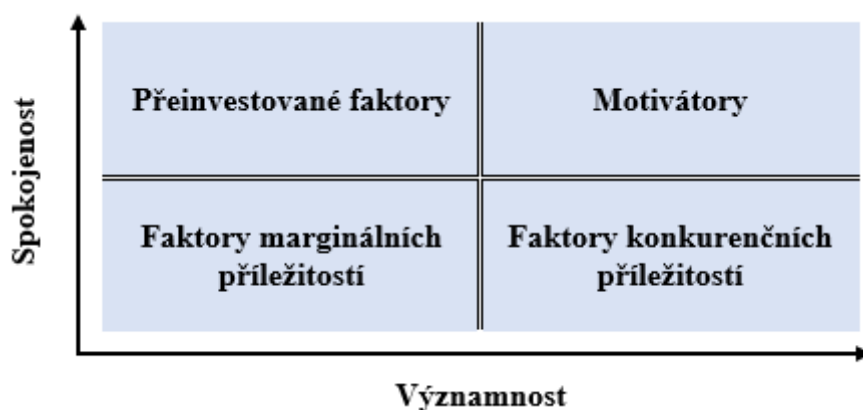 Spokojenost
Přeinvestované faktory
Motivátory
Faktory marginálních
příležitostí
Faktory konkurenčních
příležitostí
Významnost